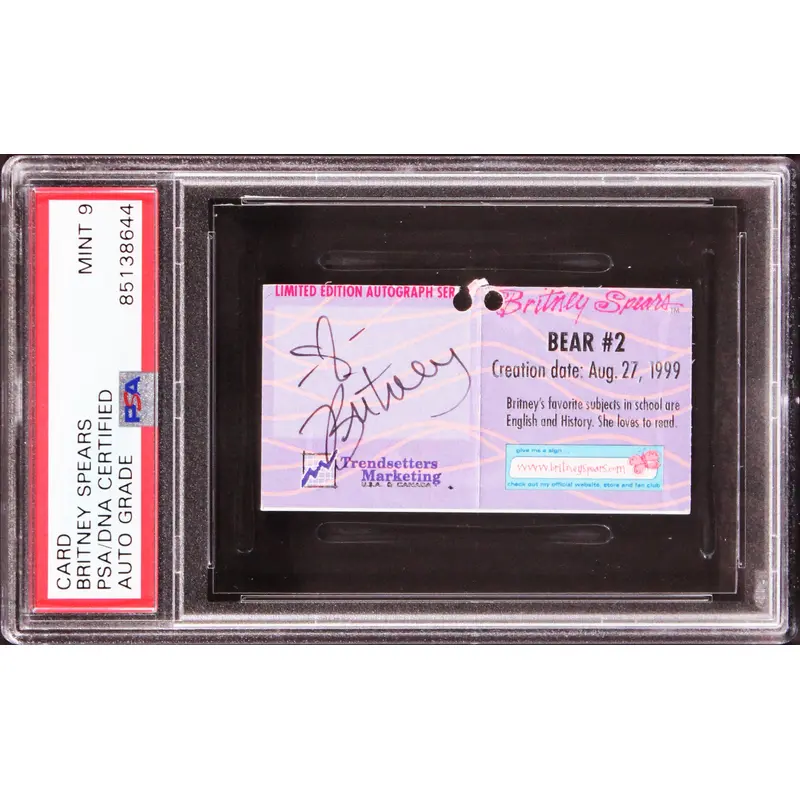 CARD
BRITNEY SPEARS
PSA/DNA CERTIFIED
AUTO GRADE
MINT 9
85138644
PSA
LIMITED EDITION AUTOGRAPH SER
Britney
Trendsetters
Marketing
U.S.A. & CANADA
Britney Spears™
BEAR #2
Creation date: Aug. 27, 1999
Britney's favorite subjects in school are
English and History. She loves to read.
give me a sign...
www.britneyspears.com
check out my official website, store and fan club